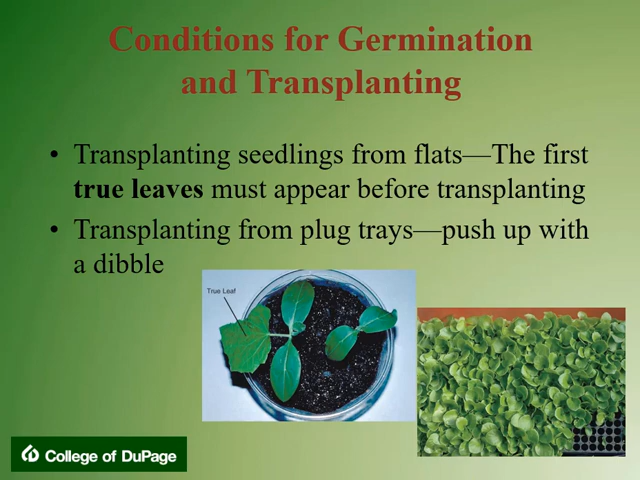 Conditions for Germination
and Transplanting
• Transplanting seedlings from flats—The first
true leaves must appear before transplanting
• Transplanting from plug trays—push up with
a dibble
True Leaf
College of DuPage